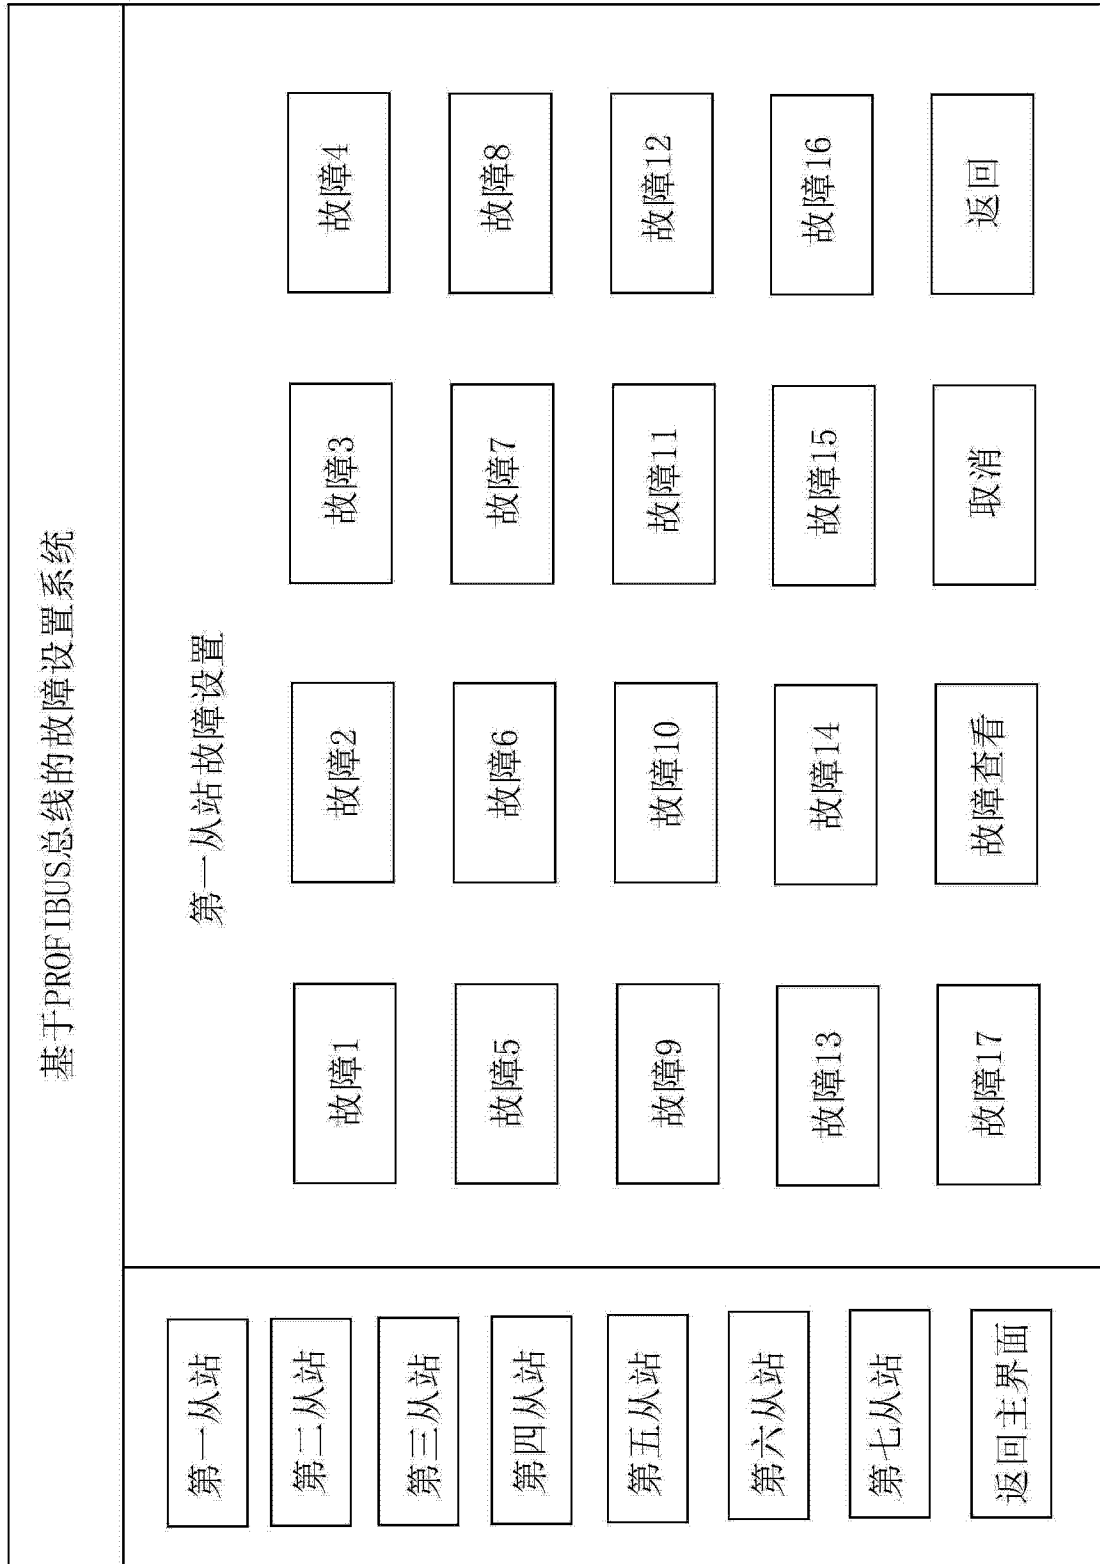 基于PROFIBUS总线的故障设置系统
第一从站
第二从站
第三从站
第四从站
第五从站
第六从站
第七从站
返回主界面
第一从站故障设置
故障1
故障2
故障3
故障4
故障5
故障6
故障7
故障8
故障9
故障10
故障11
故障12
故障13
故障14
故障15
故障16
故障17
故障查看
取消
返回